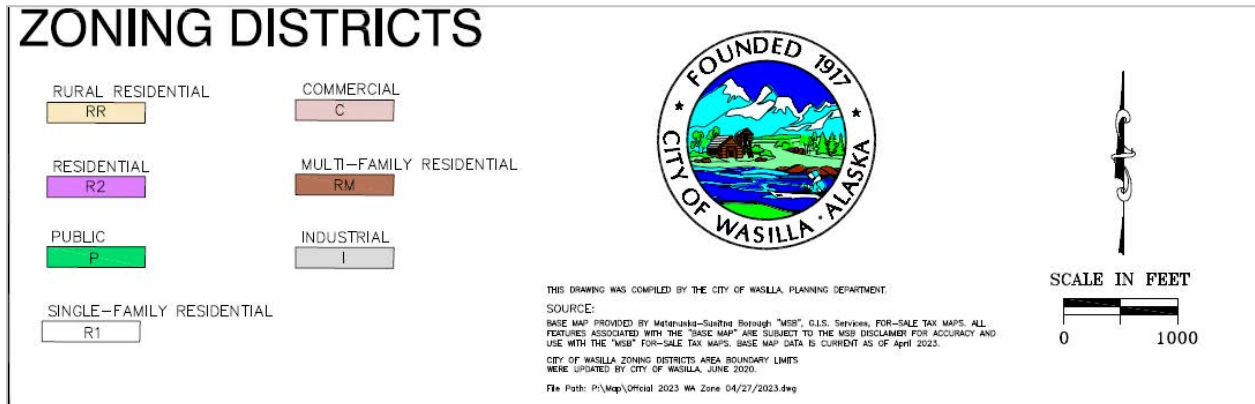 ZONING DISTRICTS
RURAL RESIDENTIAL
RR
RESIDENTIAL
R2
PUBLIC
P
SINGLE-FAMILY RESIDENTIAL
R1
COMMERCIAL
C
MULTI-FAMILY RESIDENTIAL
RM
INDUSTRIAL
I
FOUNDED 1917
CITY OF WASILLA · ALASKA
THIS DRAWING WAS COMPILED BY THE CITY OF WASILLA, PLANNING DEPARTMENT.
SOURCE:
BASE MAP PROVIDED BY Matanuska-Susitna Borough "MSB", G.I.S. Services, FOR-SALE TAX MAPS. ALL
FEATURES ASSOCIATED WITH THE "BASE MAP" ARE SUBJECT TO THE MSB DISCLAIMER FOR ACCURACY AND
USE WITH THE "MSB" FOR-SALE TAX MAPS. BASE MAP DATA IS CURRENT AS OF April 2023.
CITY OF WASILLA ZONING DISTRICTS AREA BOUNDARY LIMITS
WERE UPDATED BY CITY OF WASILLA, JUNE 2020.
File Path: P:\Map\Offcial 2023 WA Zone 04/27/2023.dwg
SCALE IN FEET
0 1000